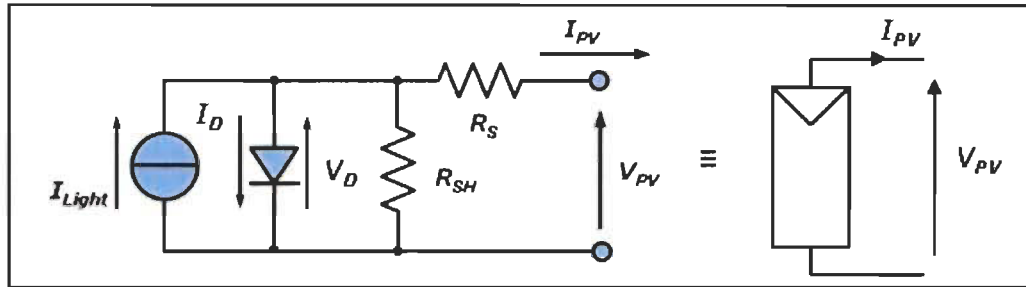 I_PV
I_PV
R_S
I_D
I_Light
V_D
R_SH
V_PV
≡
V_PV